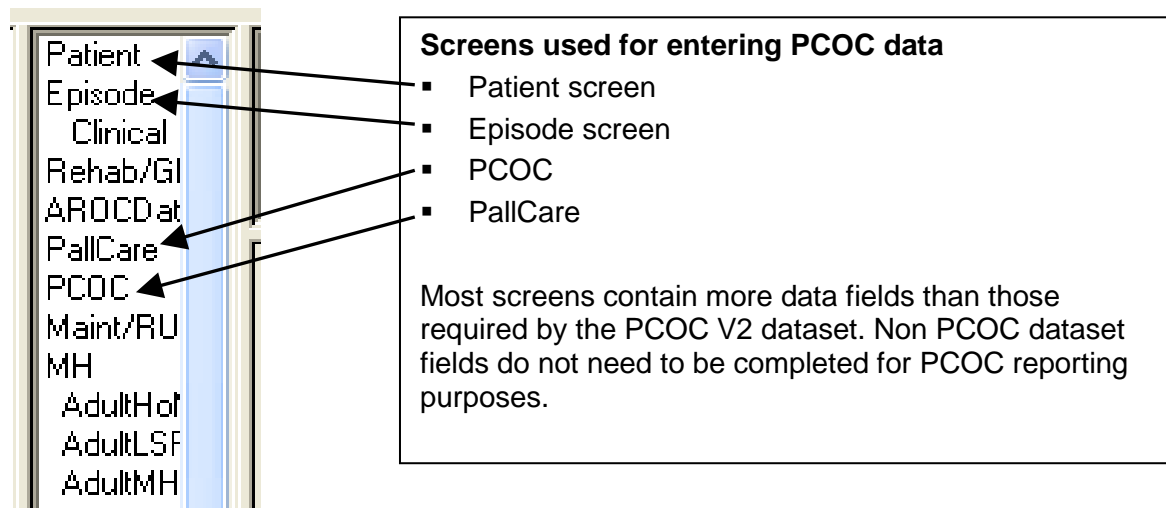 Patient
Episode
Clinical
Rehab/GI
AROCDat
PallCare
PCOC
Maint/RU
MH
AdultHoN
AdultLSF
AdultMH
Screens used for entering PCOC data
▪ Patient screen
▪ Episode screen
▪ PCOC
▪ PallCare
Most screens contain more data fields than those
required by the PCOC V2 dataset. Non PCOC dataset
fields do not need to be completed for PCOC reporting
purposes.